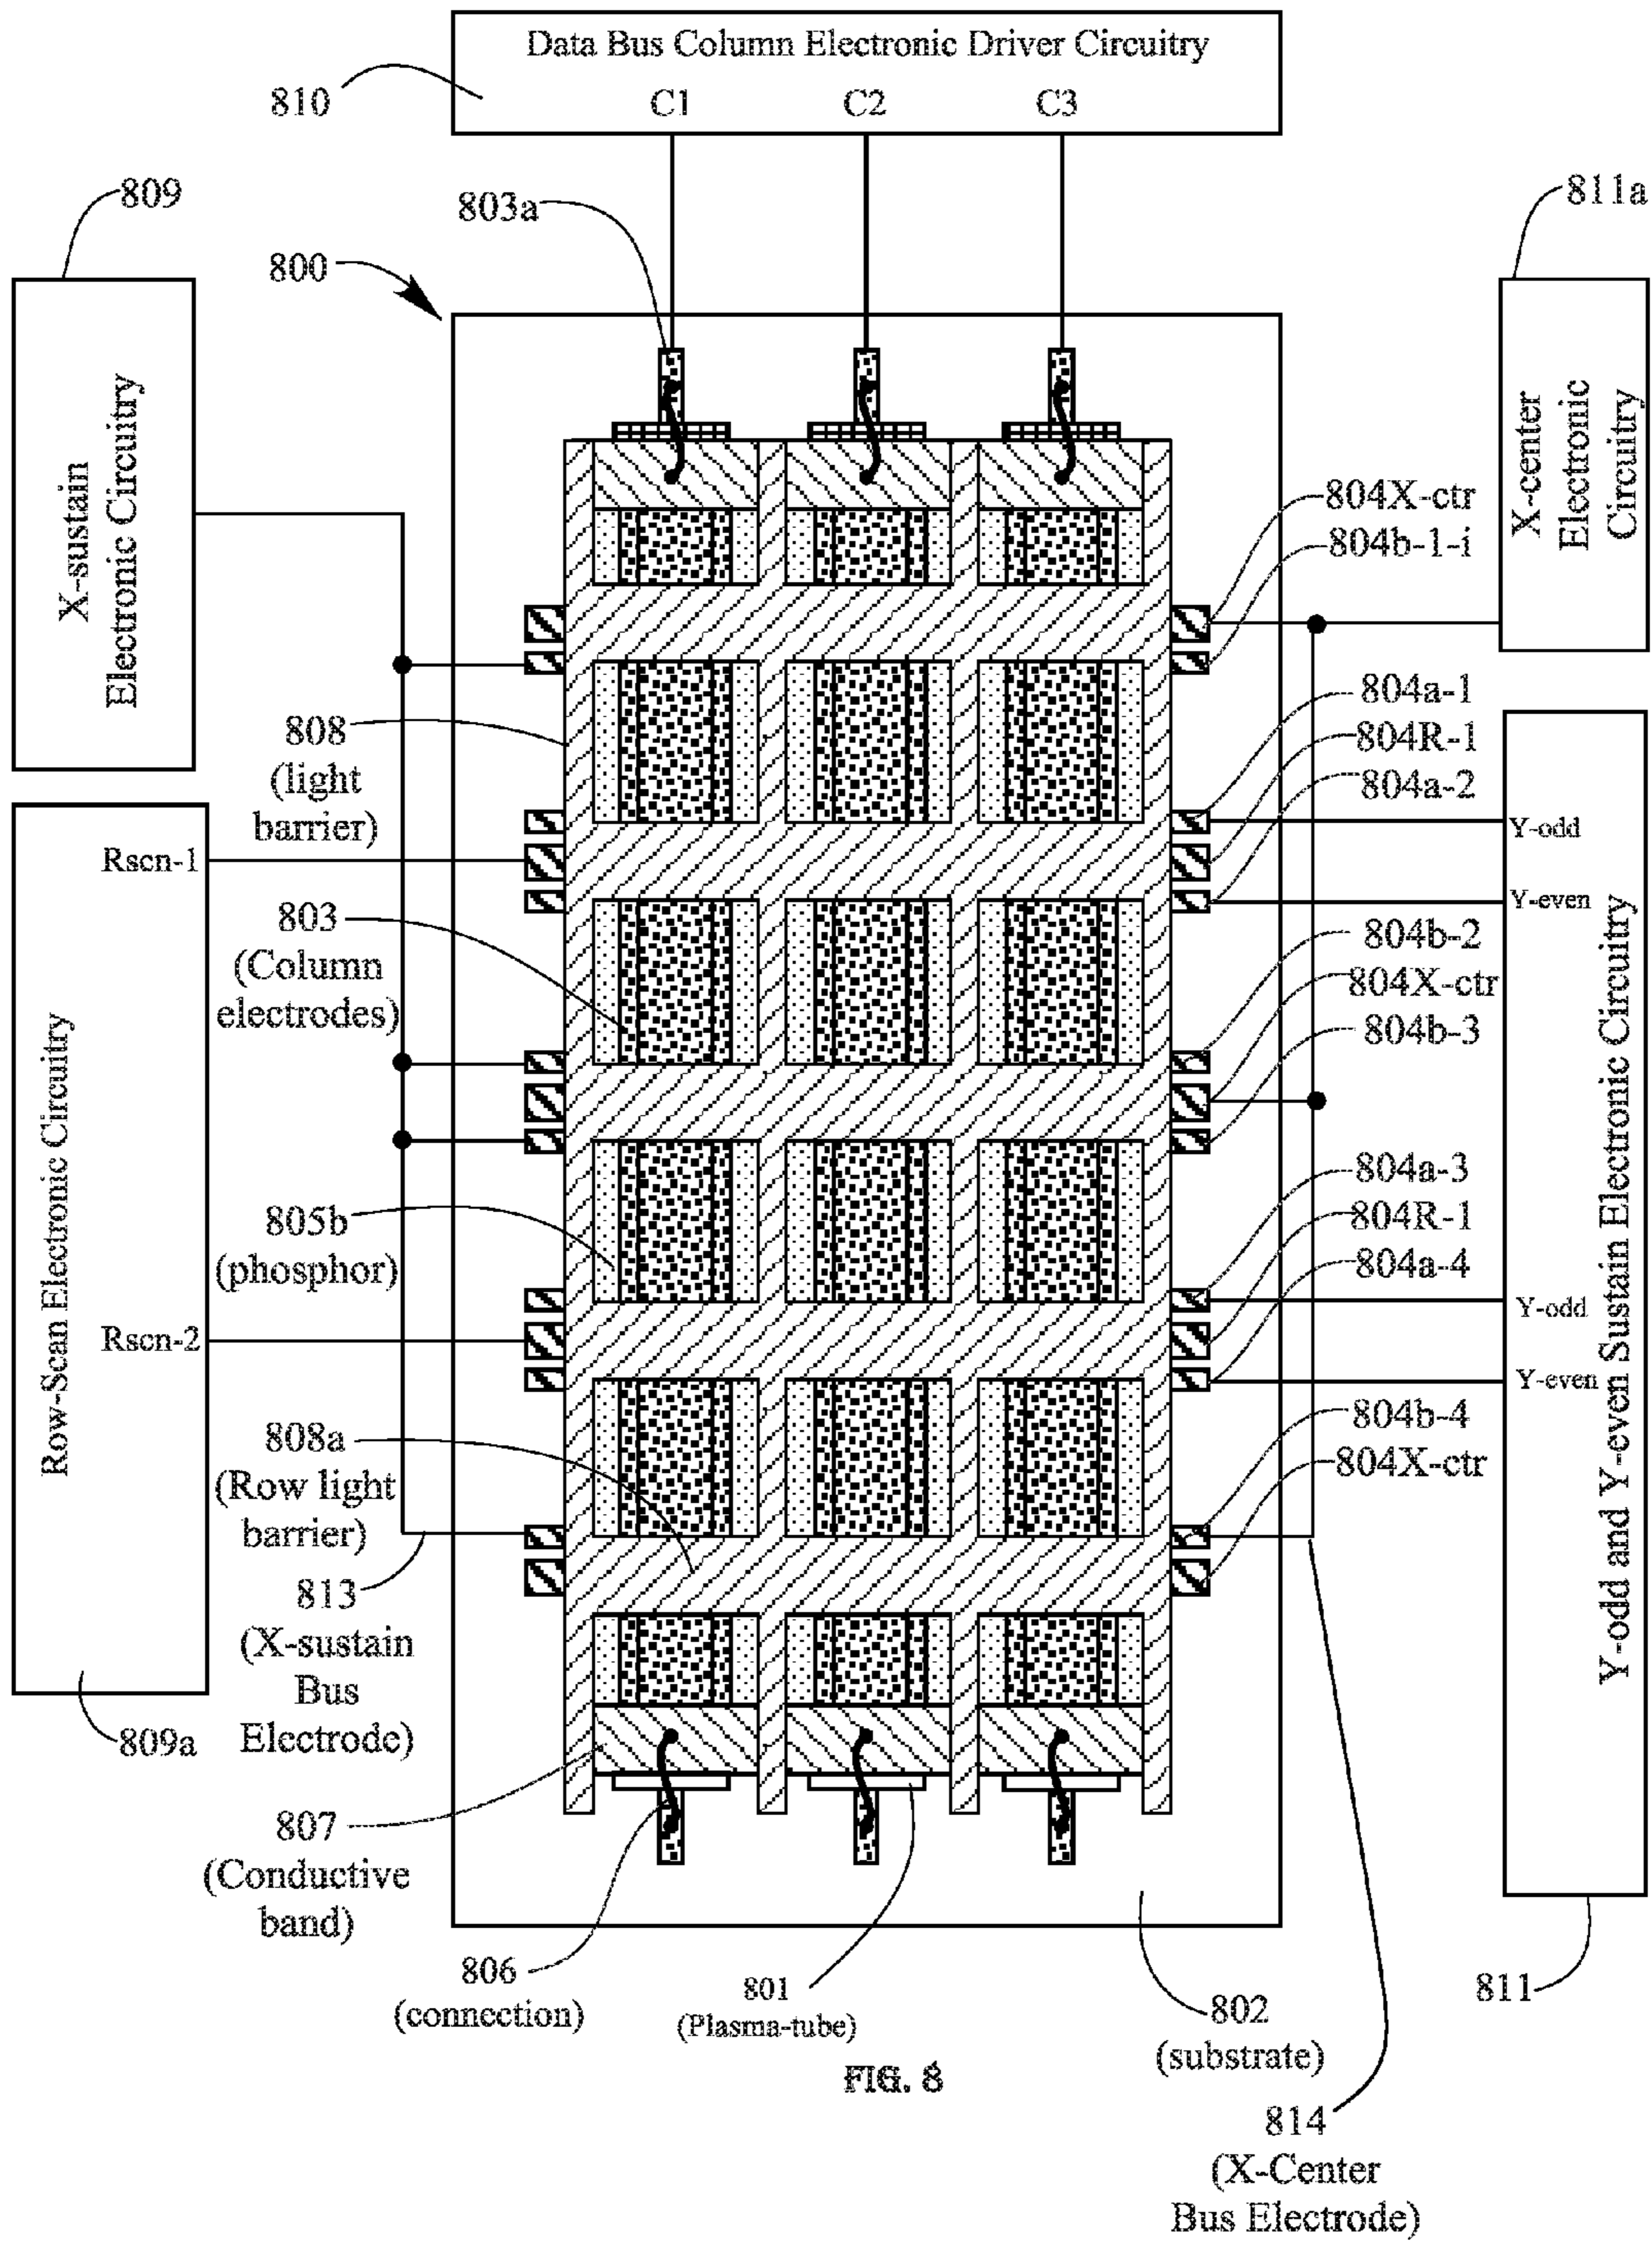 Data Bus Column Electronic Driver Circuitry
C1 C2 C3
810
809
803a
811a
800
X-sustain
Electronic Circuitry
X-center
Electronic
Circuitry
804X-ctr
804b-1-i
804a-1
804R-1
804a-2
808
(light
barrier)
Y-odd
Rscn-1
Y-even
803
(Column
electrodes)
804b-2
804X-ctr
804b-3
Row-Scan Electronic Circuitry
Y-odd and Y-even Sustain Electronic Circuitry
804a-3
804R-1
804a-4
805b
(phosphor)
Y-odd
Rscn-2
Y-even
804b-4
804X-ctr
808a
(Row light
barrier)
813
(X-sustain
Bus
Electrode)
809a
807
(Conductive
band)
806
(connection)
801
(Plasma-tube)
802
(substrate)
811
FIG. 8
814
(X-Center
Bus Electrode)